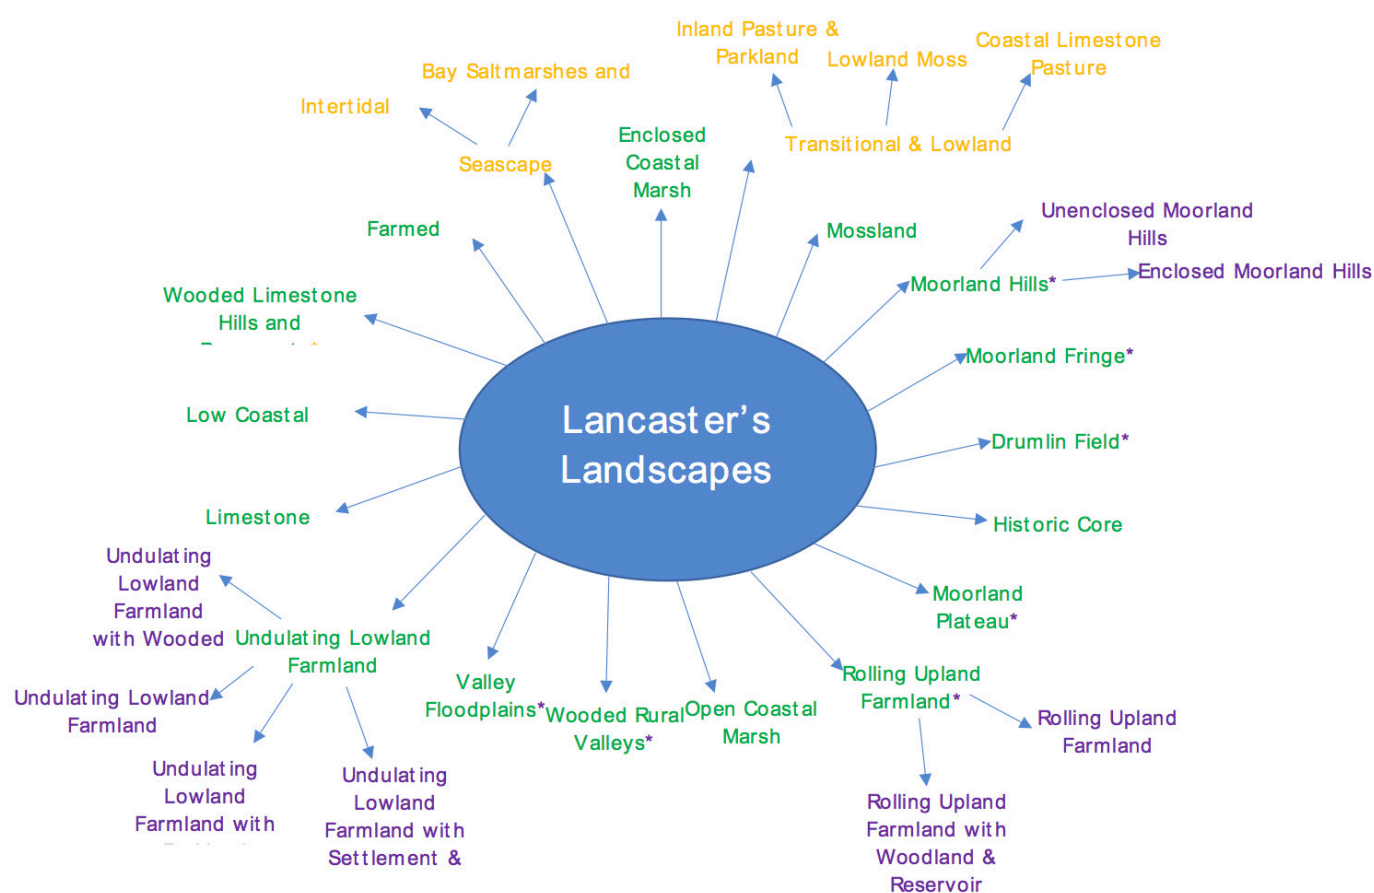 Inland Pasture &
Parkland
Lowland Moss
Coastal Limestone
Pasture
Bay Saltmarshes and
Intertidal
Seascape
Enclosed
Coastal
Marsh
Transitional & Lowland
Farmed
Mossland
Unenclosed Moorland
Hills
Moorland Hills*
Enclosed Moorland Hills
Wooded Limestone
Hills and
*
Moorland Fringe*
Low Coastal
Lancaster's
Landscapes
Drumlin Field*
Limestone
Historic Core
Undulating
Lowland
Farmland
with Wooded
Undulating Lowland
Farmland
Moorland
Plateau*
Undulating Lowland
Farmland
Valley
Floodplains*
Wooded Rural
Valleys*
Open Coastal
Marsh
Rolling Upland
Farmland*
Rolling Upland
Farmland
Undulating
Lowland
Farmland with
Undulating
Lowland
Farmland with
Settlement &
Rolling Upland
Farmland with
Woodland &
Reservoir